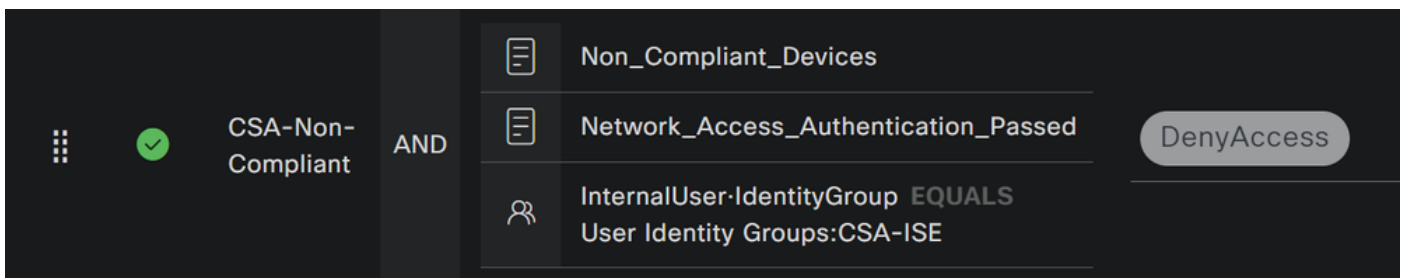 CSA-Non-
Compliant
AND
Non_Compliant_Devices
Network_Access_Authentication_Passed
InternalUser·IdentityGroup EQUALS
User Identity Groups:CSA-ISE
DenyAccess